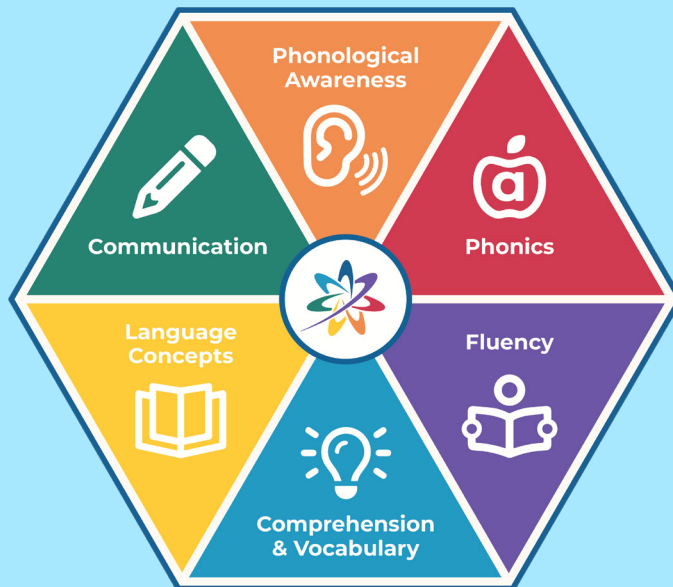 Phonological
Awareness
Communication
a
Phonics
Language
Concepts
Fluency
Comprehension
& Vocabulary